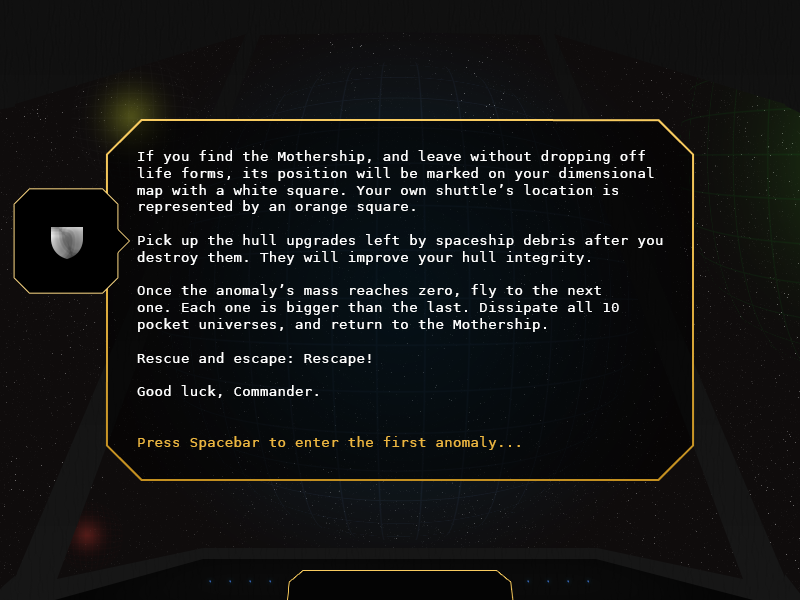 If you find the Mothership, and leave without dropping off
life forms, its position will be marked on your dimensional
map with a white square. Your own shuttle’s location is
represented by an orange square.
Pick up the hull upgrades left by spaceship debris after you
destroy them. They will improve your hull integrity.
Once the anomaly’s mass reaches zero, fly to the next
one. Each one is bigger than the last. Dissipate all 10
pocket universes, and return to the Mothership.
Rescue and escape: Rescape!
Good luck, Commander.
Press Spacebar to enter the first anomaly...